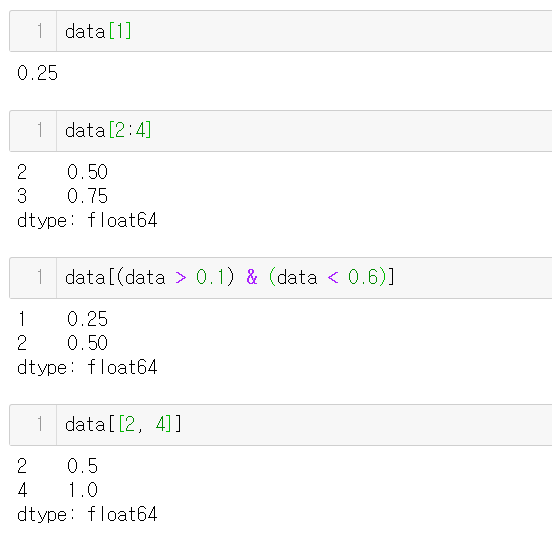 1 data[1]
0.25
1 data[2:4]
2 0.50
3 0.75
dtype: float64
1 data[(data > 0.1) & (data < 0.6)]
1 0.25
2 0.50
dtype: float64
1 data[[2, 4]]
2 0.5
4 1.0
dtype: float64